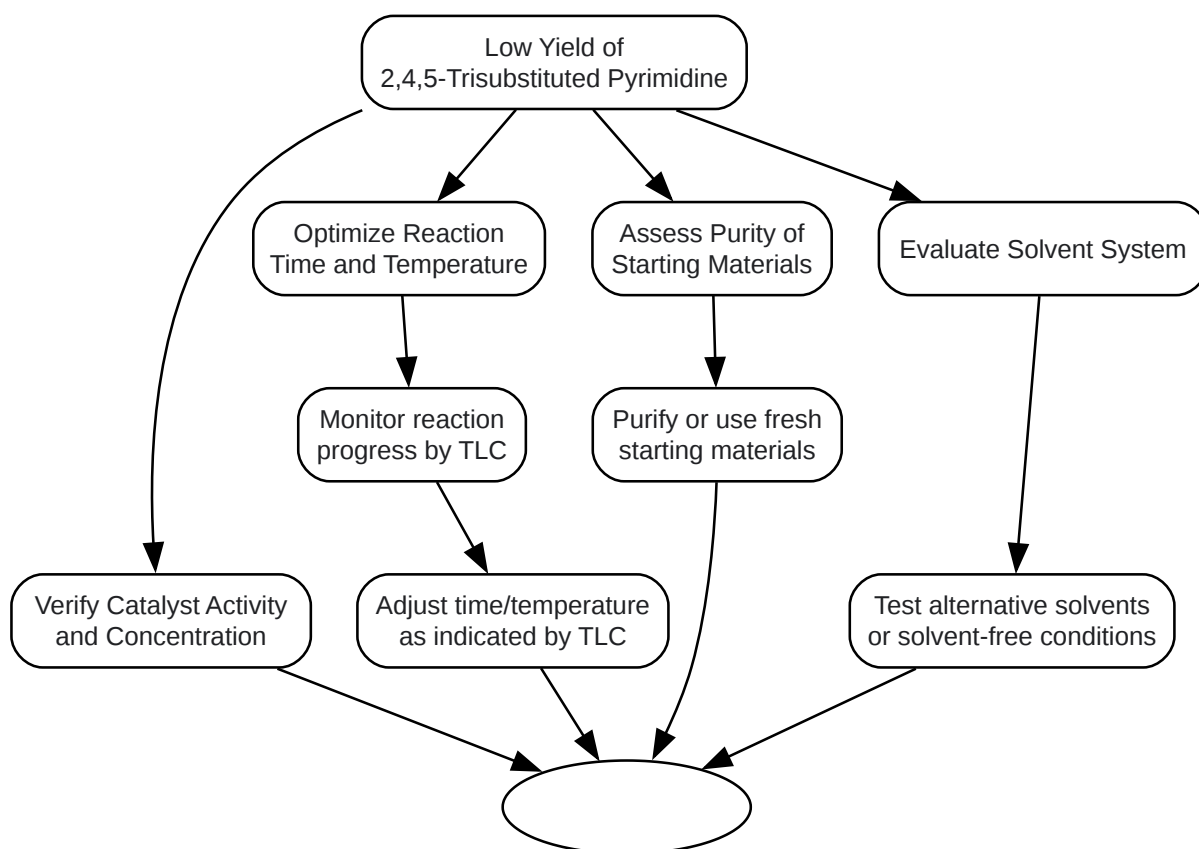 Low Yield of
2,4,5-Trisubstituted Pyrimidine
Optimize Reaction
Time and Temperature
Assess Purity of
Starting Materials
Evaluate Solvent System
Monitor reaction
progress by TLC
Purify or use fresh
starting materials
Verify Catalyst Activity
and Concentration
Adjust time/temperature
as indicated by TLC
Test alternative solvents
or solvent-free conditions